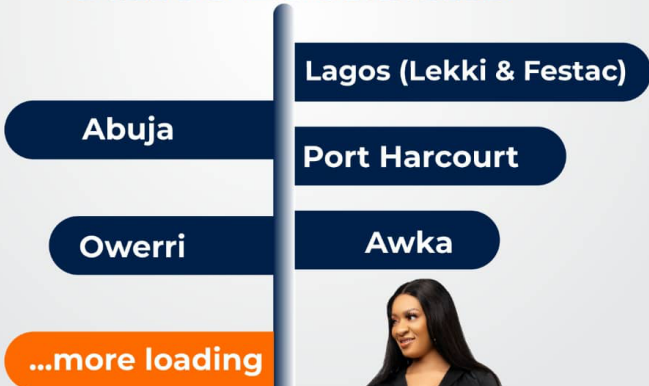 Lagos (Lekki & Festac)
Abuja
Port Harcourt
Owerri
Awka
...more loading